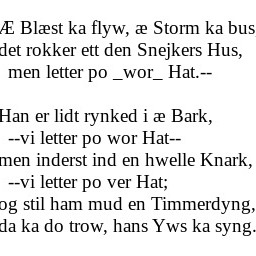 Æ Blæst ka flyw, æ Storm ka bus
det rokker ett den Snejkers Hus,
men letter po _wor_ Hat.--
Han er lidt rynked i æ Bark,
--vi letter po wor Hat--
men inderst ind en hwelle Knark,
--vi letter po ver Hat;
og stil ham mud en Timmerdyng,
da ka do trow, hans Yws ka syng.